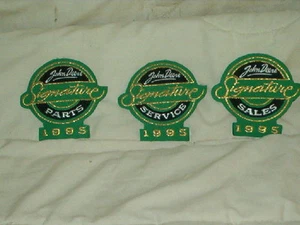 John Deere
Signature
PARTS
1995
John Deere
Signature
SERVICE
1995
John Deere
Signature
SALES
1995